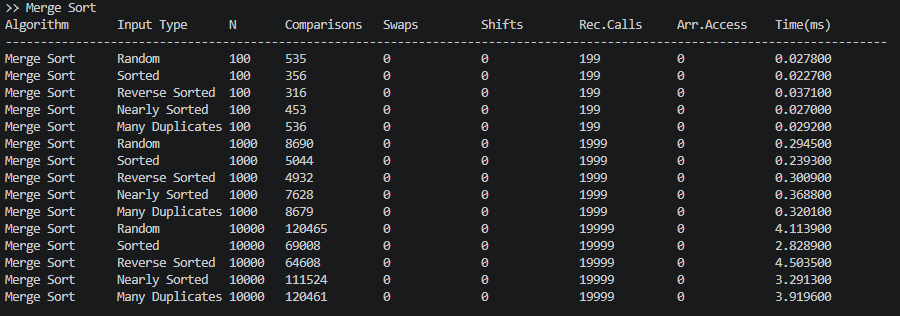 >> Merge Sort
Algorithm Input Type N Comparisons Swaps Shifts Rec.Calls Arr.Access Time(ms)
------------------------------------------------------------------------------------------------------------------------------
Merge Sort Random 100 535 0 0 199 0 0.027800
Merge Sort Sorted 100 356 0 0 199 0 0.022700
Merge Sort Reverse Sorted 100 316 0 0 199 0 0.037100
Merge Sort Nearly Sorted 100 453 0 0 199 0 0.027000
Merge Sort Many Duplicates 100 536 0 0 199 0 0.029200
Merge Sort Random 1000 8690 0 0 1999 0 0.294500
Merge Sort Sorted 1000 5044 0 0 1999 0 0.239300
Merge Sort Reverse Sorted 1000 4932 0 0 1999 0 0.300900
Merge Sort Nearly Sorted 1000 7628 0 0 1999 0 0.368800
Merge Sort Many Duplicates 1000 8679 0 0 1999 0 0.320100
Merge Sort Random 10000 120465 0 0 19999 0 4.113900
Merge Sort Sorted 10000 69008 0 0 19999 0 2.828900
Merge Sort Reverse Sorted 10000 64608 0 0 19999 0 4.503500
Merge Sort Nearly Sorted 10000 111524 0 0 19999 0 3.291300
Merge Sort Many Duplicates 10000 120461 0 0 19999 0 3.919600